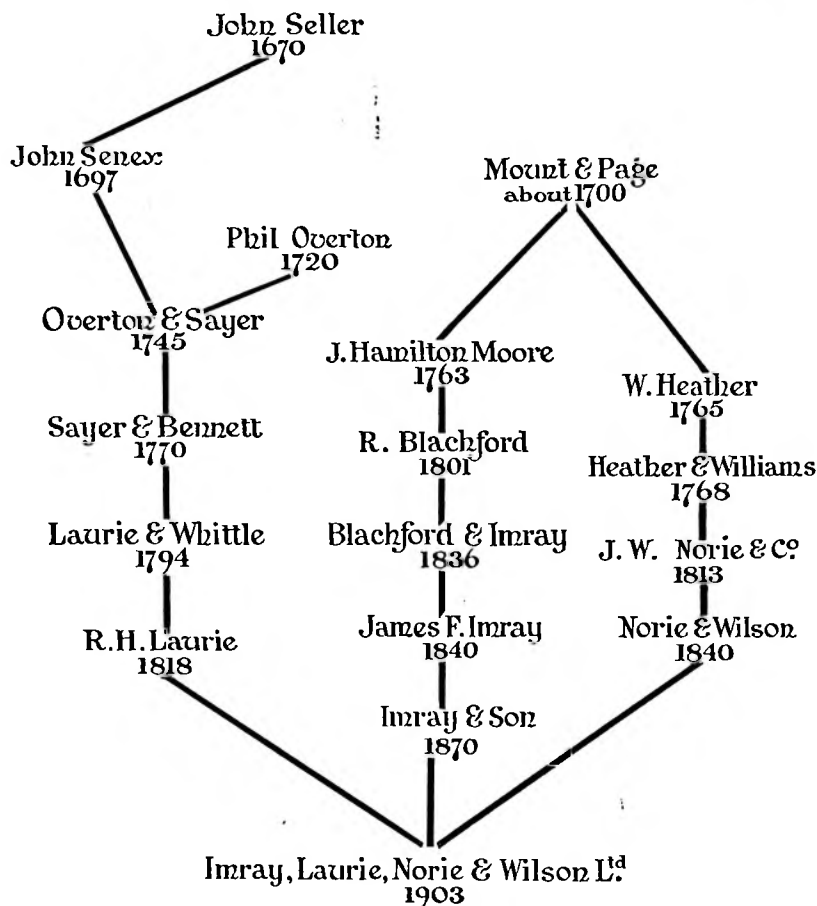 John Seller
1670
John Senex
1697
Mount & Page
about 1700
Phil Overton
1720
Overton & Sayer
1745
J. Hamilton Moore
1763
W. Heather
1765
Sayer & Bennett
1770
R. Blachford
1801
Heather & Williams
1768
Laurie & Whittle
1794
Blachford & Imray
1836
J. W. Norie & Co.
1813
R. H. Laurie
1818
James F. Imray
1840
Norie & Wilson
1840
Imray & Son
1870
Imray, Laurie, Norie & Wilson Ltd.
1903